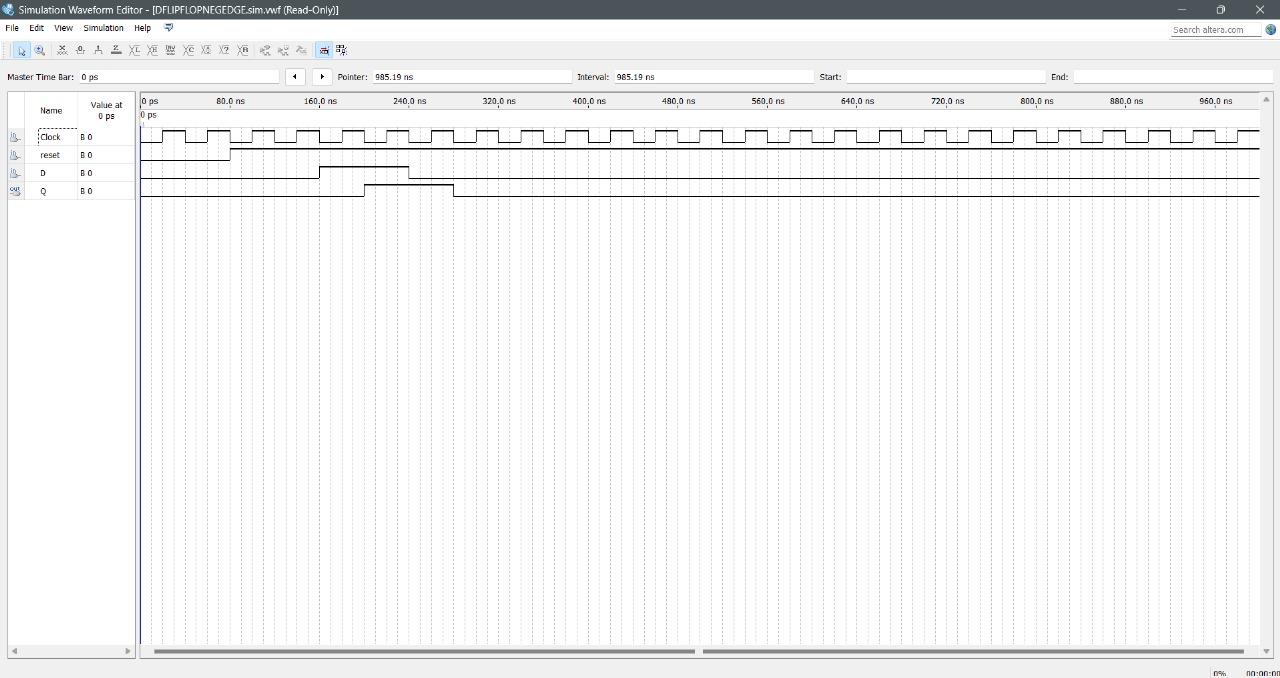 Simulation Waveform Editor - [DFLIPFLOPNEGEDGE.sim.vwf (Read-Only)]
File Edit View Simulation Help
Search altera.com
Master Time Bar: 0 ps Pointer: 985.19 ns Interval: 985.19 ns Start: End:
Name Value at 0 ps
0 ps 80.0 ns 160.0 ns 240.0 ns 320.0 ns 400.0 ns 480.0 ns 560.0 ns 640.0 ns 720.0 ns 800.0 ns 880.0 ns 960.0 ns
0 ps
Clock B 0
reset B 0
D B 0
out Q B 0
0% 00:00:00